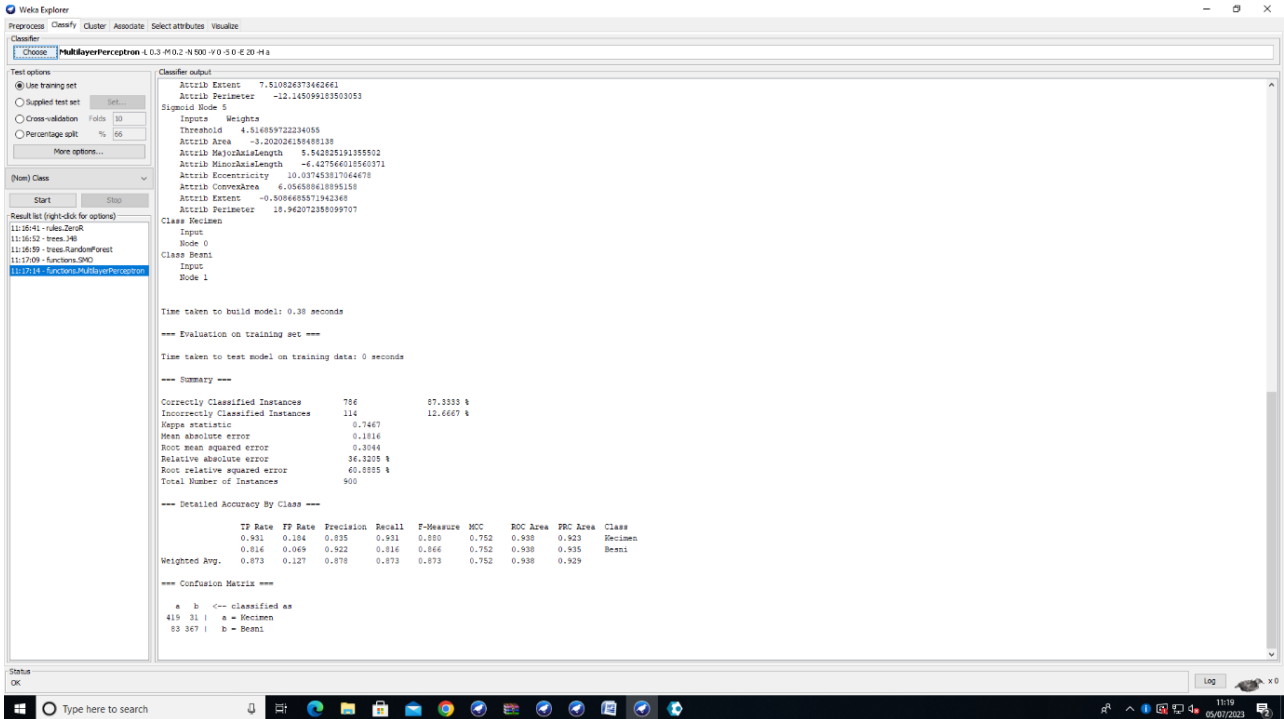 Weka Explorer
Preprocess Classify Cluster Associate Select attributes Visualize
Classifier
Choose MultilayerPerceptron -L 0.3 -M 0.2 -N 500 -V 0 -S 0 -E 20 -H a
Test options
Use training set
Supplied test set Set...
Cross-validation Folds 10
Percentage split % 66
More options...
(Nom) Class
Start Stop
Result list (right-click for options)
11:16:41 - rules.ZeroR
11:16:52 - trees.J48
11:16:59 - trees.RandomForest
11:17:09 - functions.SMO
11:17:14 - functions.MultilayerPerceptron
Classifier output
Attrib Extent 7.510826373462661
Attrib Perimeter -12.145099183503053
Sigmoid Node 5
Inputs Weights
Threshold 4.516859722234055
Attrib Area -3.202026158488138
Attrib MajorAxisLength 5.542825191355502
Attrib MinorAxisLength -6.427566018560371
Attrib Eccentricity 10.037453817064678
Attrib ConvexArea 6.056588618895158
Attrib Extent -0.5086685571942368
Attrib Perimeter 18.962072358099707
Class Kecimen
Input
Node 0
Class Besni
Input
Node 1
Time taken to build model: 0.38 seconds
=== Evaluation on training set ===
Time taken to test model on training data: 0 seconds
=== Summary ===
Correctly Classified Instances 786 87.3333 %
Incorrectly Classified Instances 114 12.6667 %
Kappa statistic 0.7467
Mean absolute error 0.1816
Root mean squared error 0.3044
Relative absolute error 36.3205 %
Root relative squared error 60.8885 %
Total Number of Instances 900
=== Detailed Accuracy By Class ===
TP Rate FP Rate Precision Recall F-Measure MCC ROC Area PRC Area Class
0.931 0.184 0.835 0.931 0.880 0.752 0.938 0.923 Kecimen
0.816 0.069 0.922 0.816 0.866 0.752 0.938 0.935 Besni
Weighted Avg. 0.873 0.127 0.878 0.873 0.873 0.752 0.938 0.929
=== Confusion Matrix ===
a b <-- classified as
419 31 | a = Kecimen
83 367 | b = Besni
Status
OK
Log
x 0
Type here to search
11:19
05/07/2023